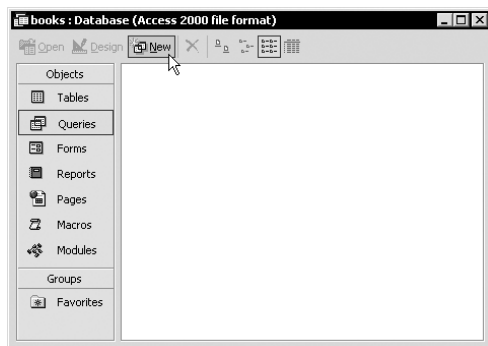 books : Database (Access 2000 file format)
Open Design New
Objects
Tables
Queries
Forms
Reports
Pages
Macros
Modules
Groups
Favorites